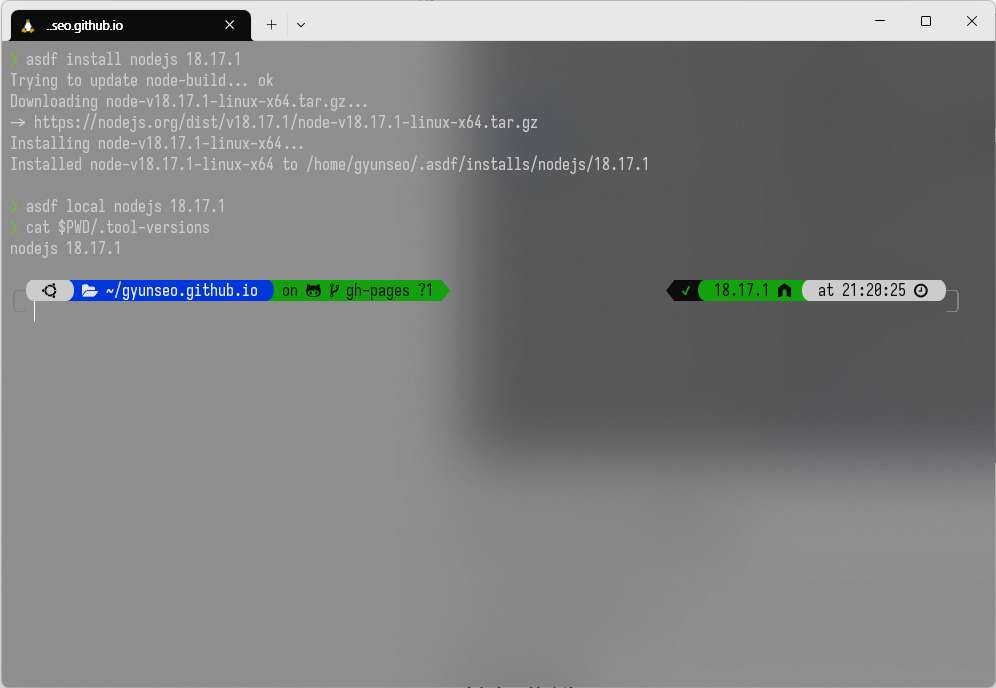 ..seo.github.io
❯ asdf install nodejs 18.17.1
Trying to update node-build... ok
Downloading node-v18.17.1-linux-x64.tar.gz...
→ https://nodejs.org/dist/v18.17.1/node-v18.17.1-linux-x64.tar.gz
Installing node-v18.17.1-linux-x64...
Installed node-v18.17.1-linux-x64 to /home/gyunseo/.asdf/installs/nodejs/18.17.1
❯ asdf local nodejs 18.17.1
❯ cat $PWD/.tool-versions
nodejs 18.17.1
~/gyunseo.github.io on gh-pages ?1 ✓ 18.17.1 at 21:20:25